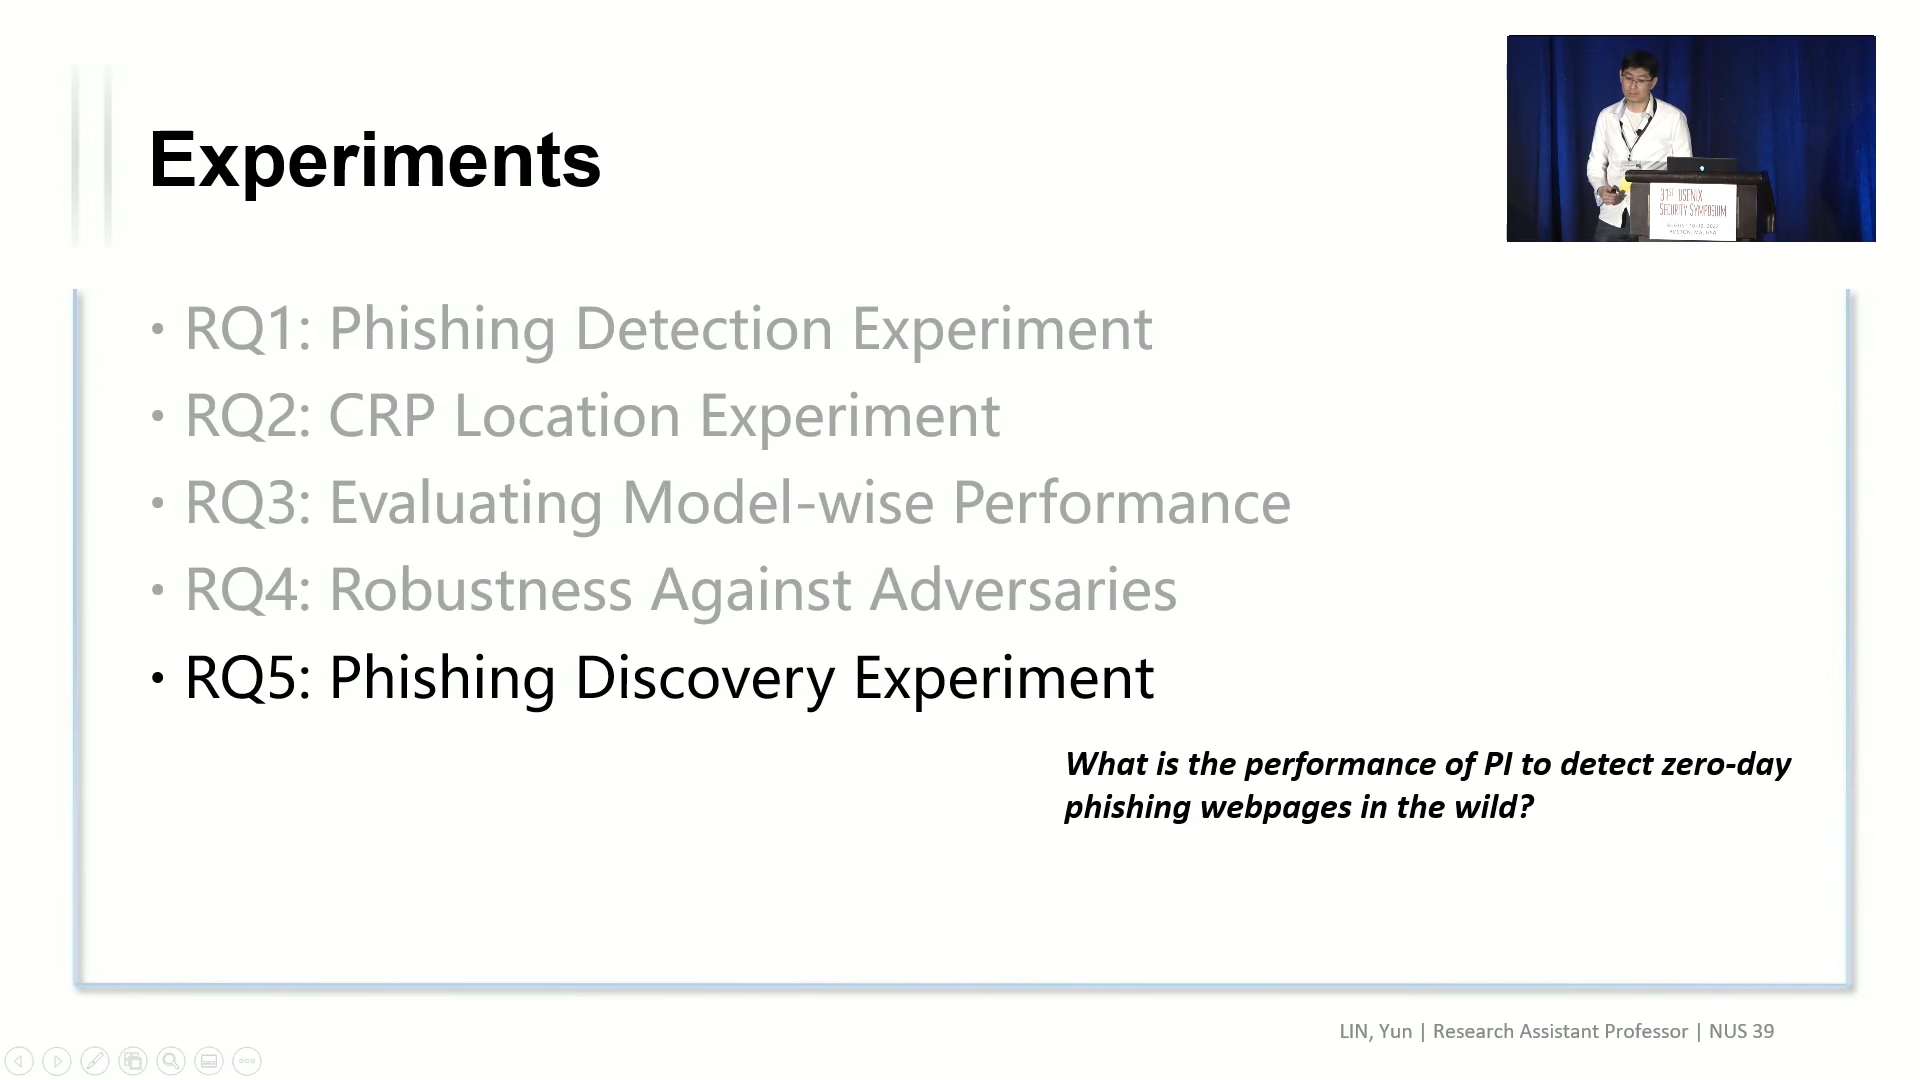 Experiments
31ST USENIX
SECURITY SYMPOSIUM
• RQ1: Phishing Detection Experiment
• RQ2: CRP Location Experiment
• RQ3: Evaluating Model-wise Performance
• RQ4: Robustness Against Adversaries
• RQ5: Phishing Discovery Experiment
What is the performance of PI to detect zero-day
phishing webpages in the wild?
LIN, Yun | Research Assistant Professor | NUS 39